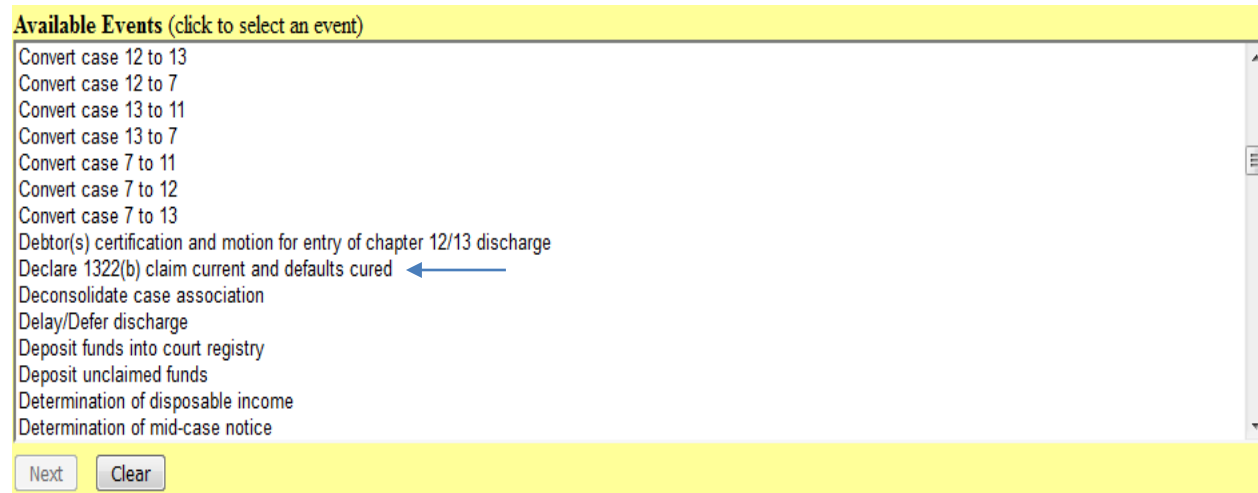 Available Events (click to select an event)
Convert case 12 to 13
Convert case 12 to 7
Convert case 13 to 11
Convert case 13 to 7
Convert case 7 to 11
Convert case 7 to 12
Convert case 7 to 13
Debtor(s) certification and motion for entry of chapter 12/13 discharge
Declare 1322(b) claim current and defaults cured
Deconsolidate case association
Delay/Defer discharge
Deposit funds into court registry
Deposit unclaimed funds
Determination of disposable income
Determination of mid-case notice
Next Clear